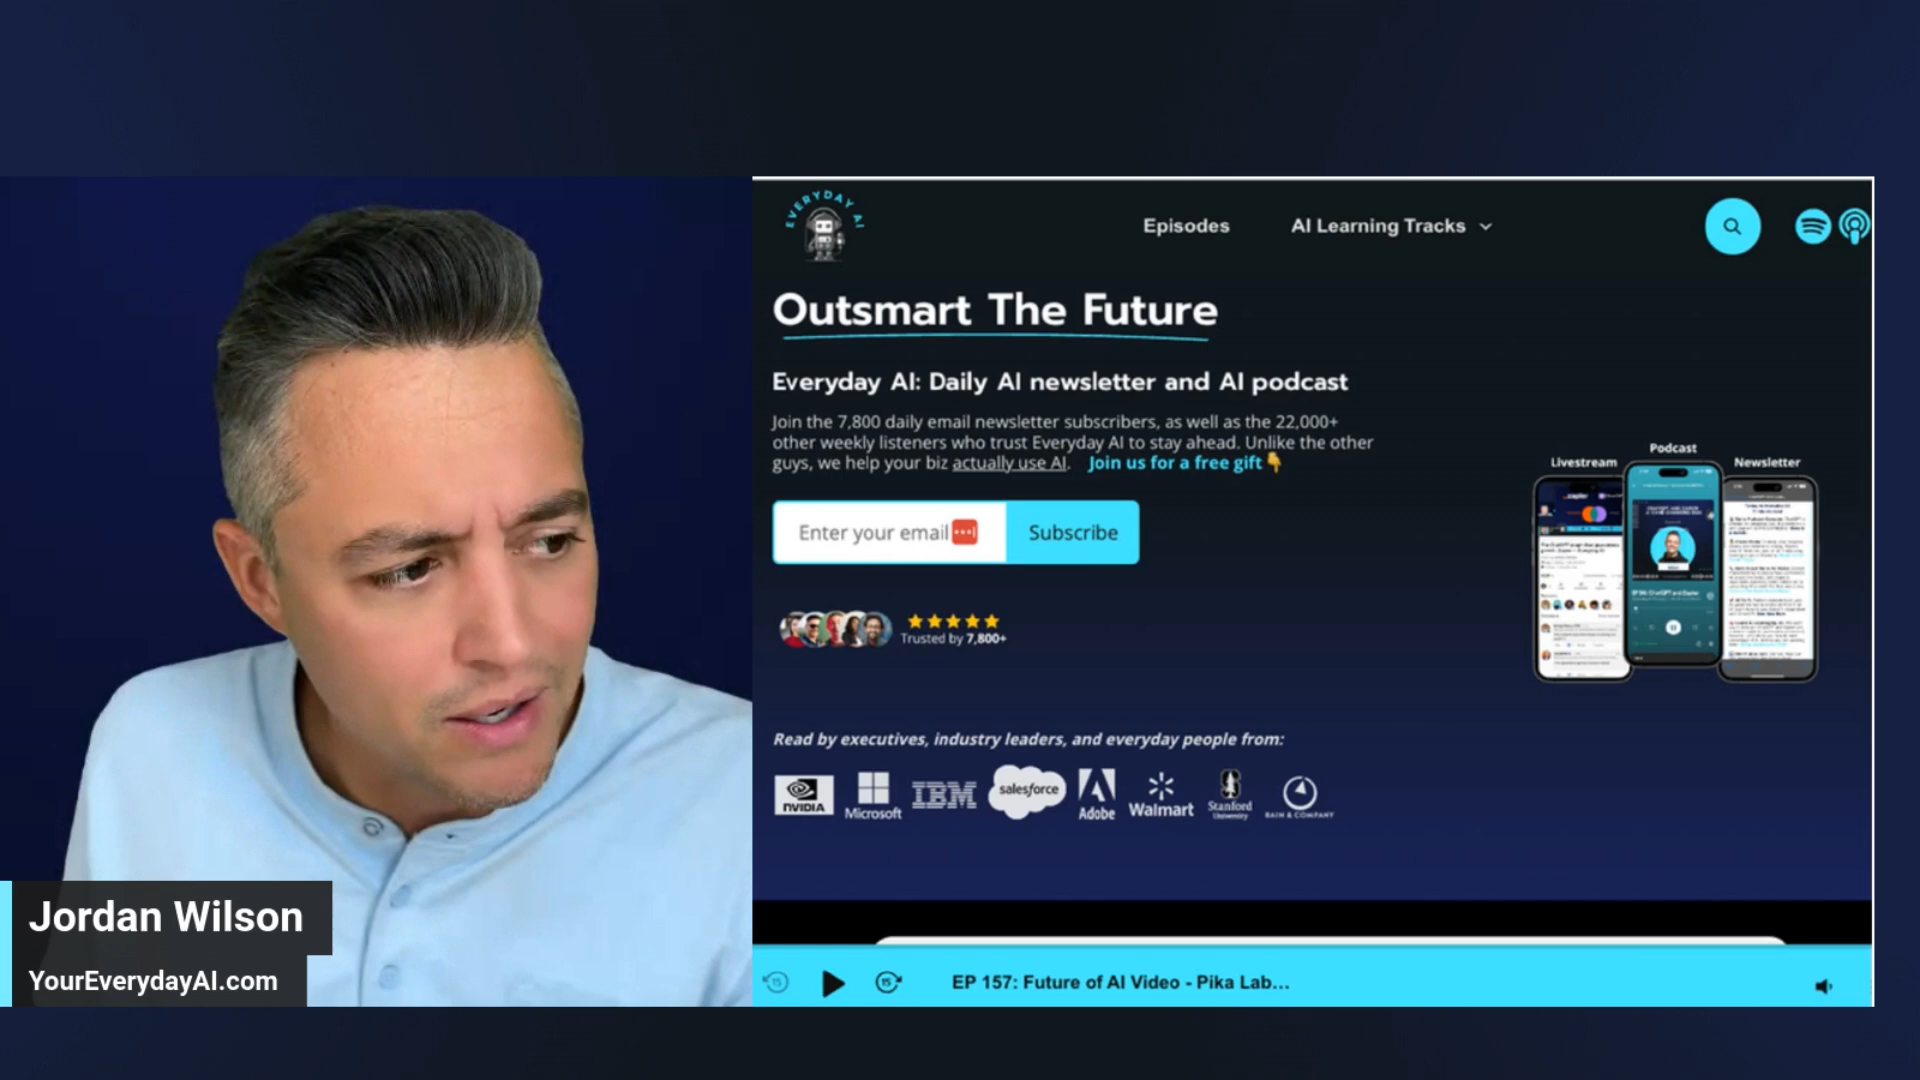 EVERYDAY AI
Episodes
AI Learning Tracks
Outsmart The Future
Everyday AI: Daily AI newsletter and AI podcast
Join the 7,800 daily email newsletter subscribers, as well as the 22,000+
other weekly listeners who trust Everyday AI to stay ahead. Unlike the other
guys, we help your biz actually use AI. Join us for a free gift
Enter your email
Subscribe
Trusted by 7,800+
Livestream
Podcast
Newsletter
Read by executives, industry leaders, and everyday people from:
NVIDIA
Microsoft
IBM
salesforce
Adobe
Walmart
Stanford
University
BAIN & COMPANY
15
15
EP 157: Future of AI Video - Pika Lab...
Jordan Wilson
YourEverydayAI.com